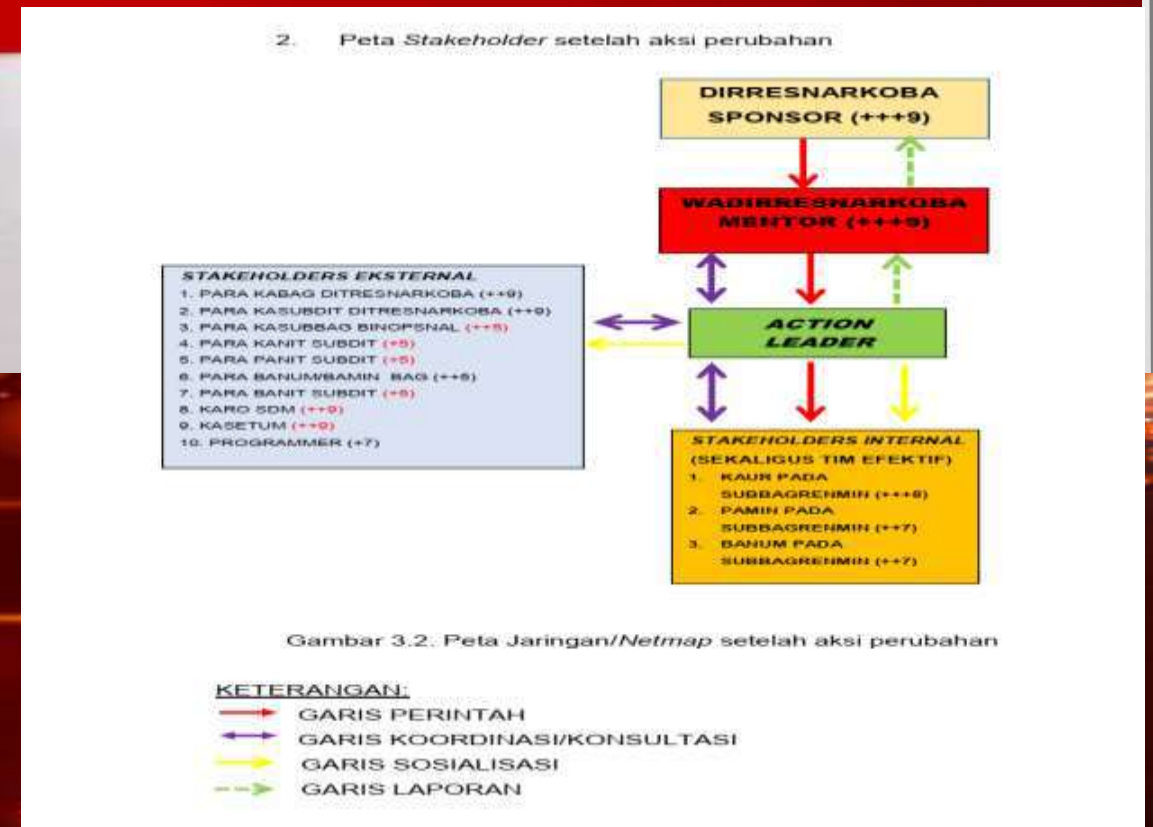 2. Peta Stakeholder setelah aksi perubahan
DIRRESNARKOBA
SPONSOR (+++9)
WADIRRESNARKOBA
MENTOR (+++9)
STAKEHOLDERS EKSTERNAL
1. PARA KABAG DITRESNARKOBA (++9)
2. PARA KASUBDIT DITRESNARKOBA (++9)
3. PARA KASUBBAG BINOPSNAL (++5)
4. PARA KANIT SUBDIT (+5)
5. PARA PANIT SUBDIT (+5)
6. PARA BANUM/BAMIN BAG (++5)
7. PARA BANIT SUBDIT (+5)
8. KARO SDM (++9)
9. KASETUM (++9)
10. PROGRAMMER (+7)
ACTION
LEADER
STAKEHOLDERS INTERNAL
(SEKALIGUS TIM EFEKTIF)
1. KAUR PADA
SUBBAGRENMIN (+++8)
2. PAMIN PADA
SUBBAGRENMIN (++7)
3. BANUM PADA
SUBBAGRENMIN (++7)
Gambar 3.2. Peta Jaringan/Netmap setelah aksi perubahan
KETERANGAN:
GARIS PERINTAH
GARIS KOORDINASI/KONSULTASI
GARIS SOSIALISASI
GARIS LAPORAN